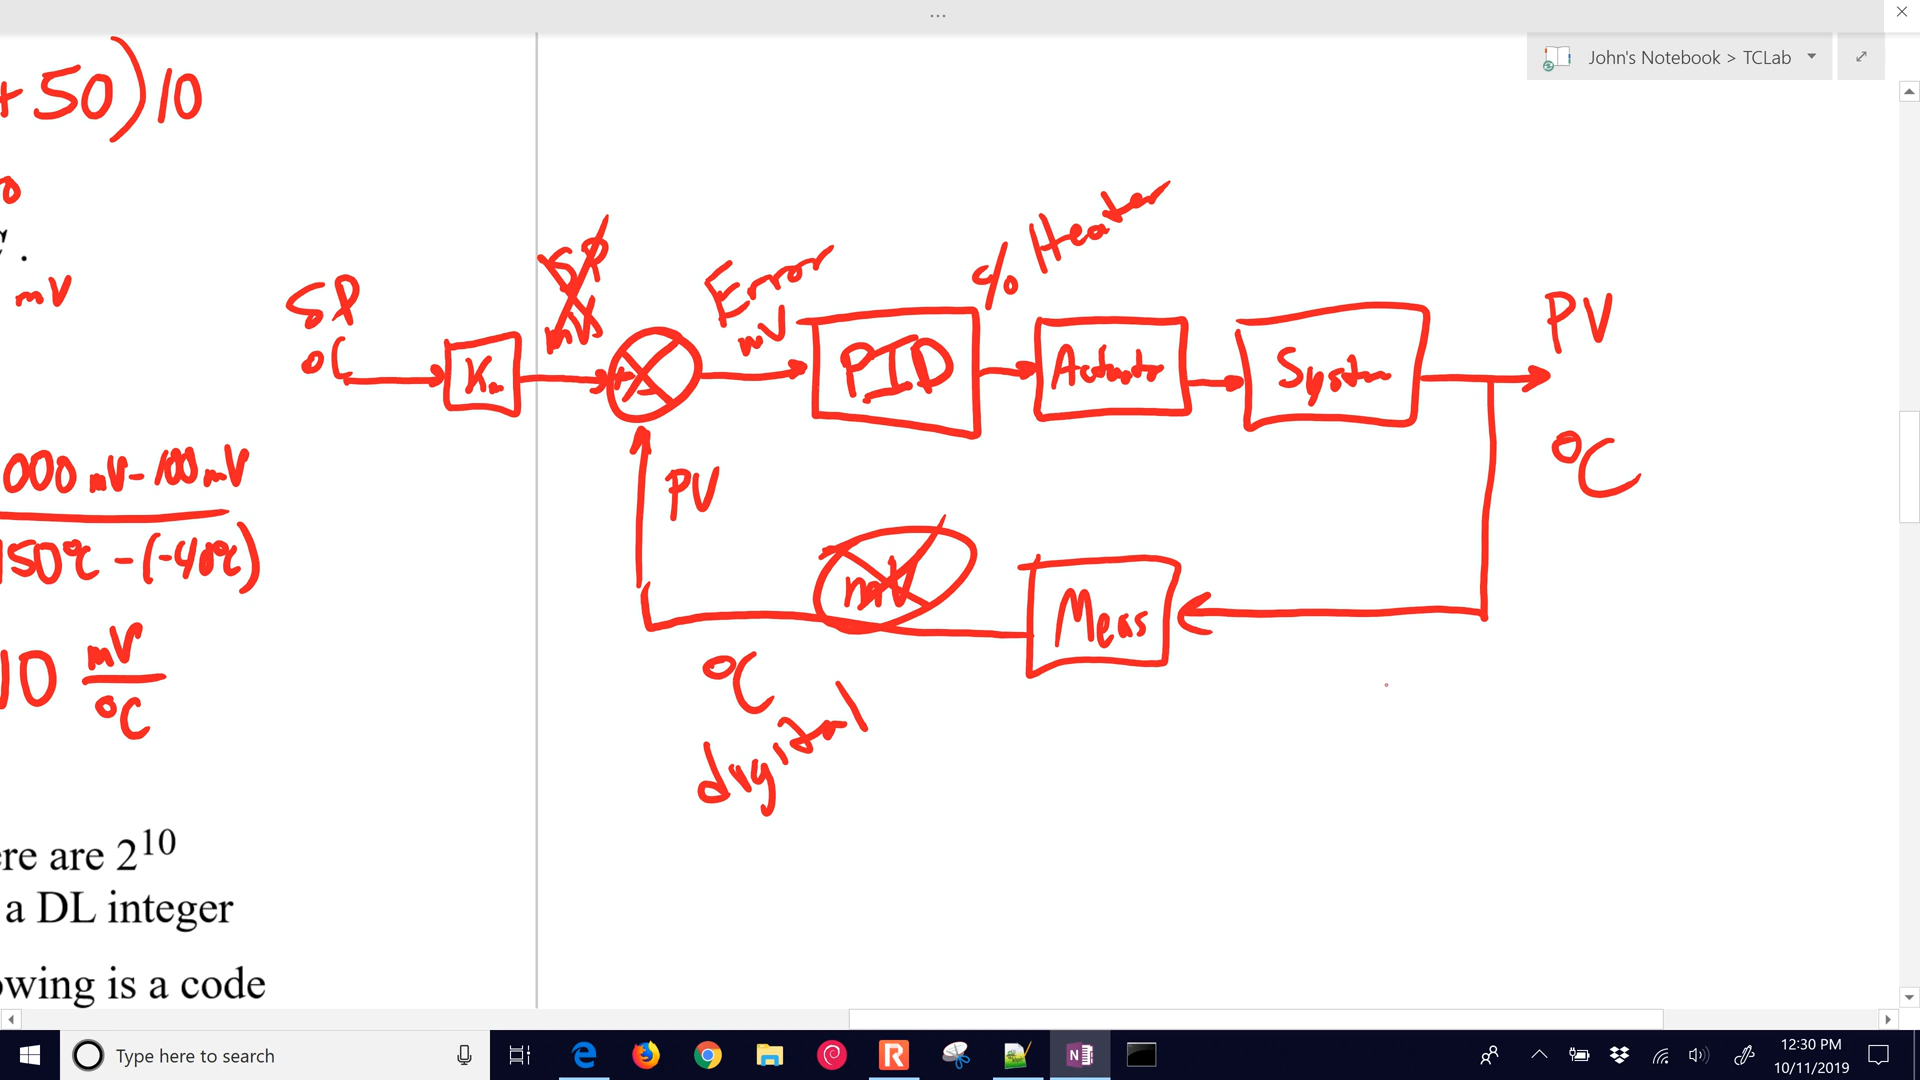 John's Notebook > TCLab
+ 50) 10
mV
000 mV - 100 mV
150°C - (-40°C)
10 mV
°C
ere are 2^10
a DL integer
owing is a code
SP
°C
Km
SP
mV
Error
mV
PID
% Heater
Actuator
System
PV
°C
PV
mV
Meas
°C
digital
Type here to search
12:30 PM
10/11/2019